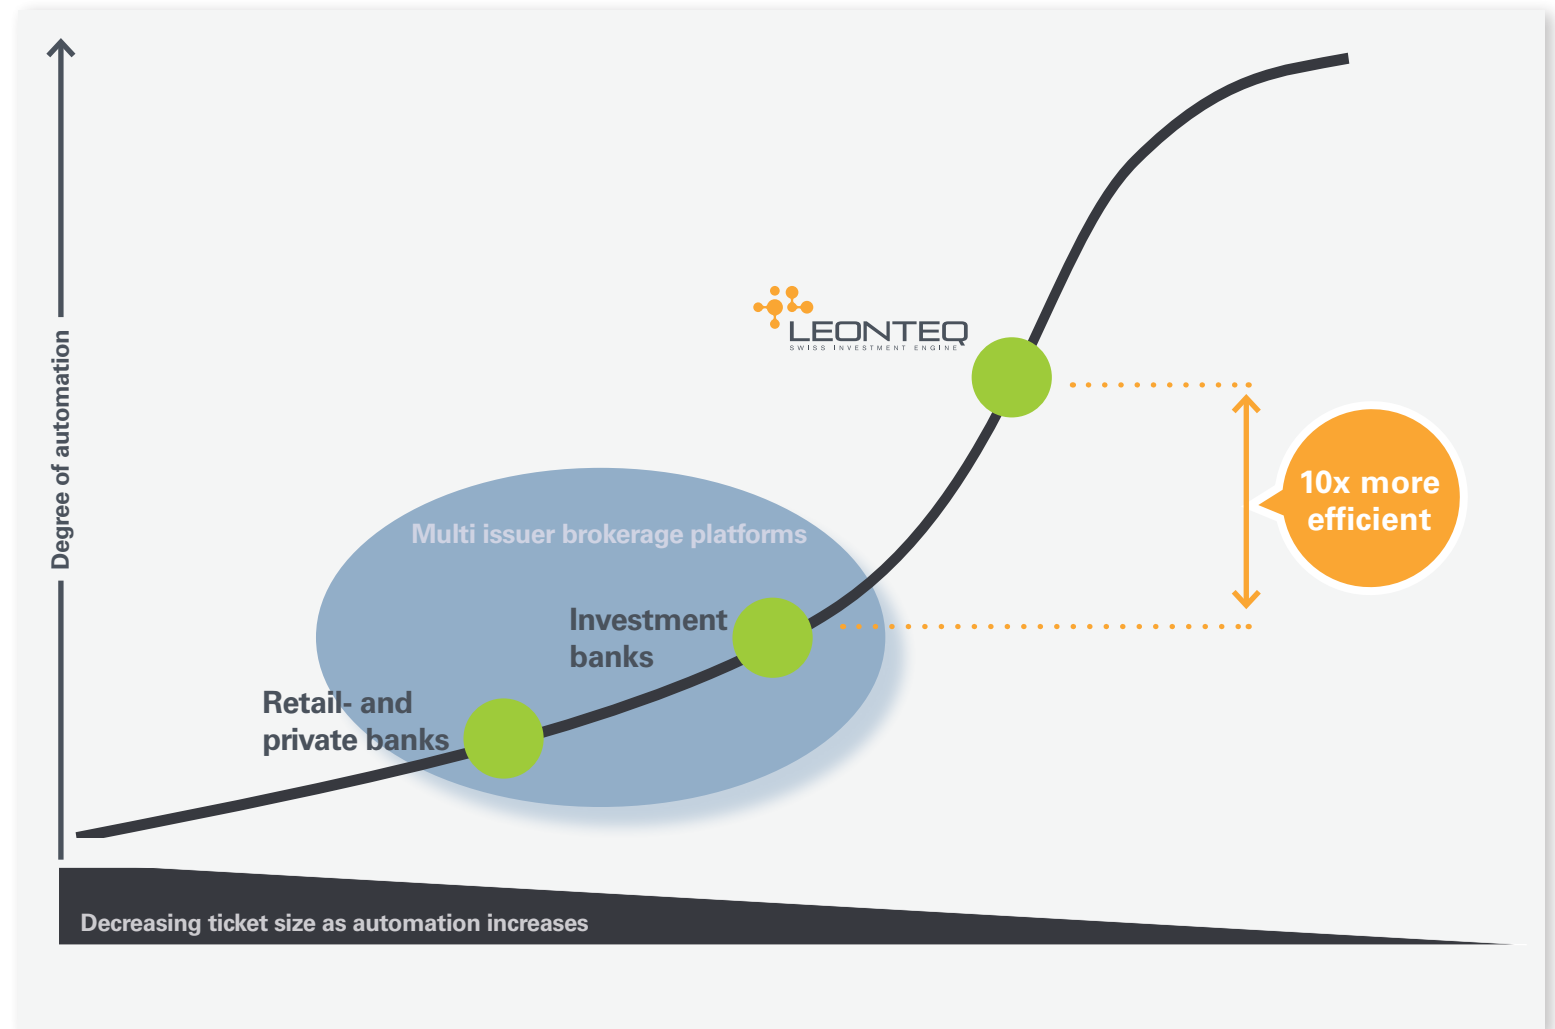 Degree of automation
LEONTEQ
SWISS INVESTMENT ENGINE
10x more
efficient
Multi issuer brokerage platforms
Investment
banks
Retail- and
private banks
Decreasing ticket size as automation increases